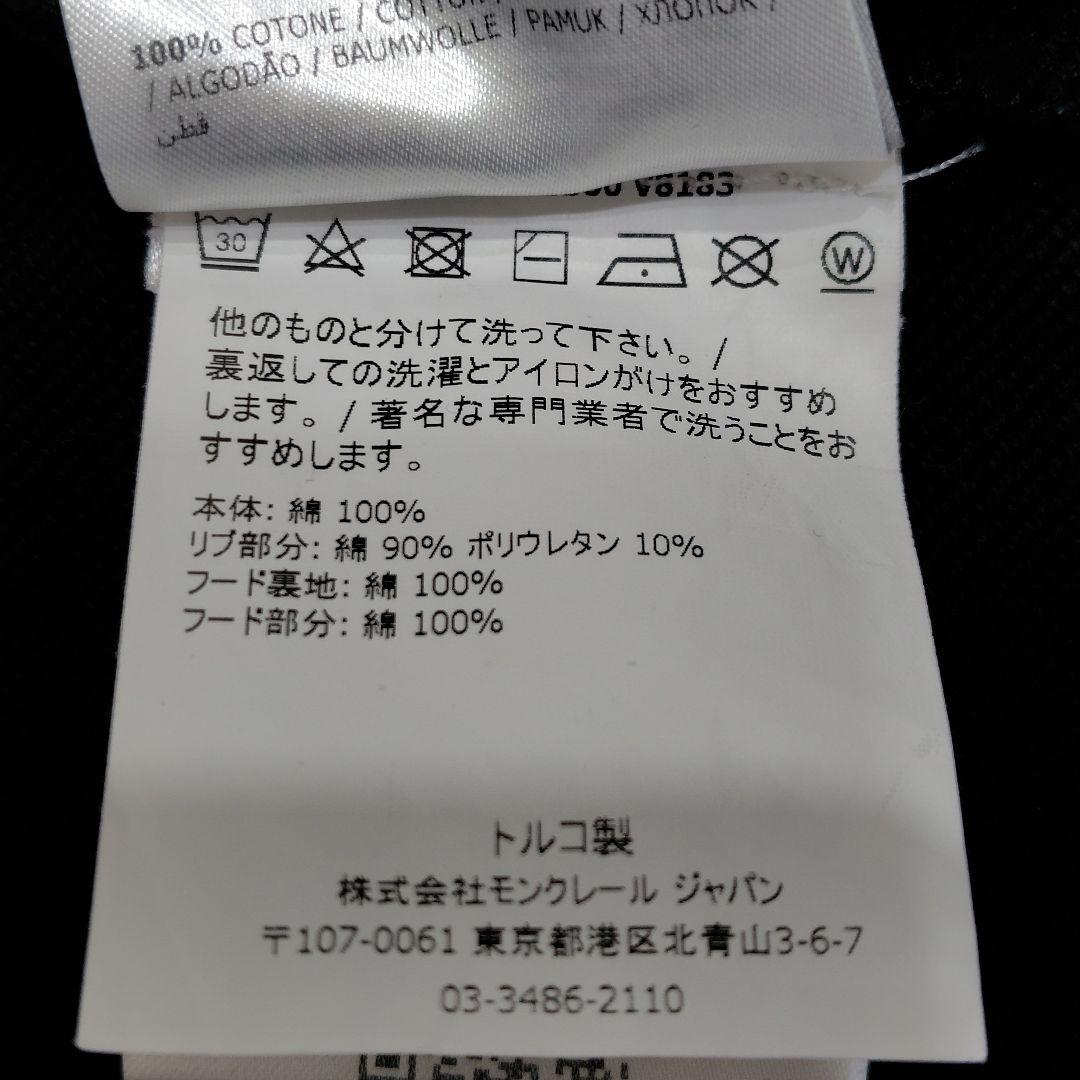 100% COTONE / COTTON /
/ ALGODÃO / BAUMWOLLE / PAMUK / ХЛОПОК /
قطن
V8183
30
W
他のものと分けて洗って下さい。/
裏返しての洗濯とアイロンがけをおすすめ
します。/ 著名な専門業者で洗うことをお
すすめします。
本体: 綿 100%
リブ部分: 綿 90% ポリウレタン 10%
フード裏地: 綿 100%
フード部分: 綿 100%
トルコ製
株式会社モンクレール ジャパン
〒107-0061 東京都港区北青山3-6-7
03-3486-2110